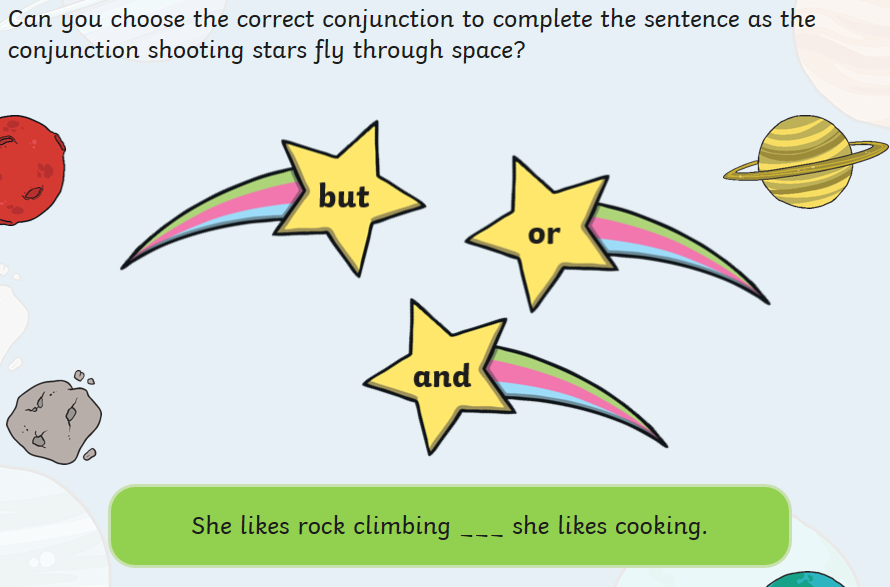 Can you choose the correct conjunction to complete the sentence as the
conjunction shooting stars fly through space?
but
or
and
She likes rock climbing ___ she likes cooking.